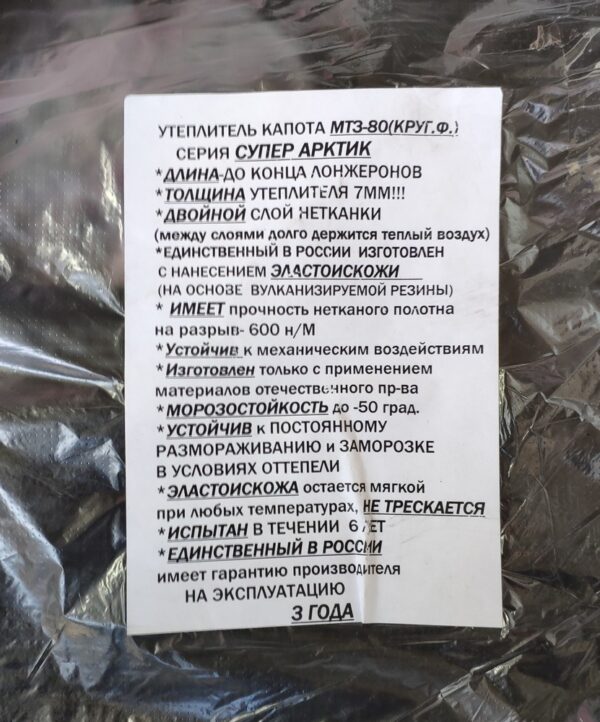 УТЕПЛИТЕЛЬ КАПОТА МТЗ-80(КРУГ.Ф.)
СЕРИЯ СУПЕР АРКТИК
*ДЛИНА-ДО КОНЦА ЛОНЖЕРОНОВ
*ТОЛЩИНА УТЕПЛИТЕЛЯ 7ММ!!!
*ДВОЙНОЙ СЛОЙ НЕТКАНКИ
(между слоями долго держится теплый воздух)
*ЕДИНСТВЕННЫЙ В РОССИИ ИЗГОТОВЛЕН
С НАНЕСЕНИЕМ ЭЛАСТОИСКОЖИ
(НА ОСНОВЕ ВУЛКАНИЗИРУЕМОЙ РЕЗИНЫ)
* ИМЕЕТ прочность нетканого полотна
на разрыв- 600 н/М
*Устойчив к механическим воздействиям
*Изготовлен только с применением
материалов отечественного пр-ва
*МОРОЗОСТОЙКОСТЬ до -50 град.
*УСТОЙЧИВ к ПОСТОЯННОМУ
РАЗМОРАЖИВАНИЮ и ЗАМОРОЗКЕ
В УСЛОВИЯХ ОТТЕПЕЛИ
*ЭЛАСТОИСКОЖА остается мягкой
при любых температурах, НЕ ТРЕСКАЕТСЯ
*ИСПЫТАН В ТЕЧЕНИИ 6 ЛЕТ
*ЕДИНСТВЕННЫЙ В РОССИИ
имеет гарантию производителя
НА ЭКСПЛУАТАЦИЮ
3 ГОДА